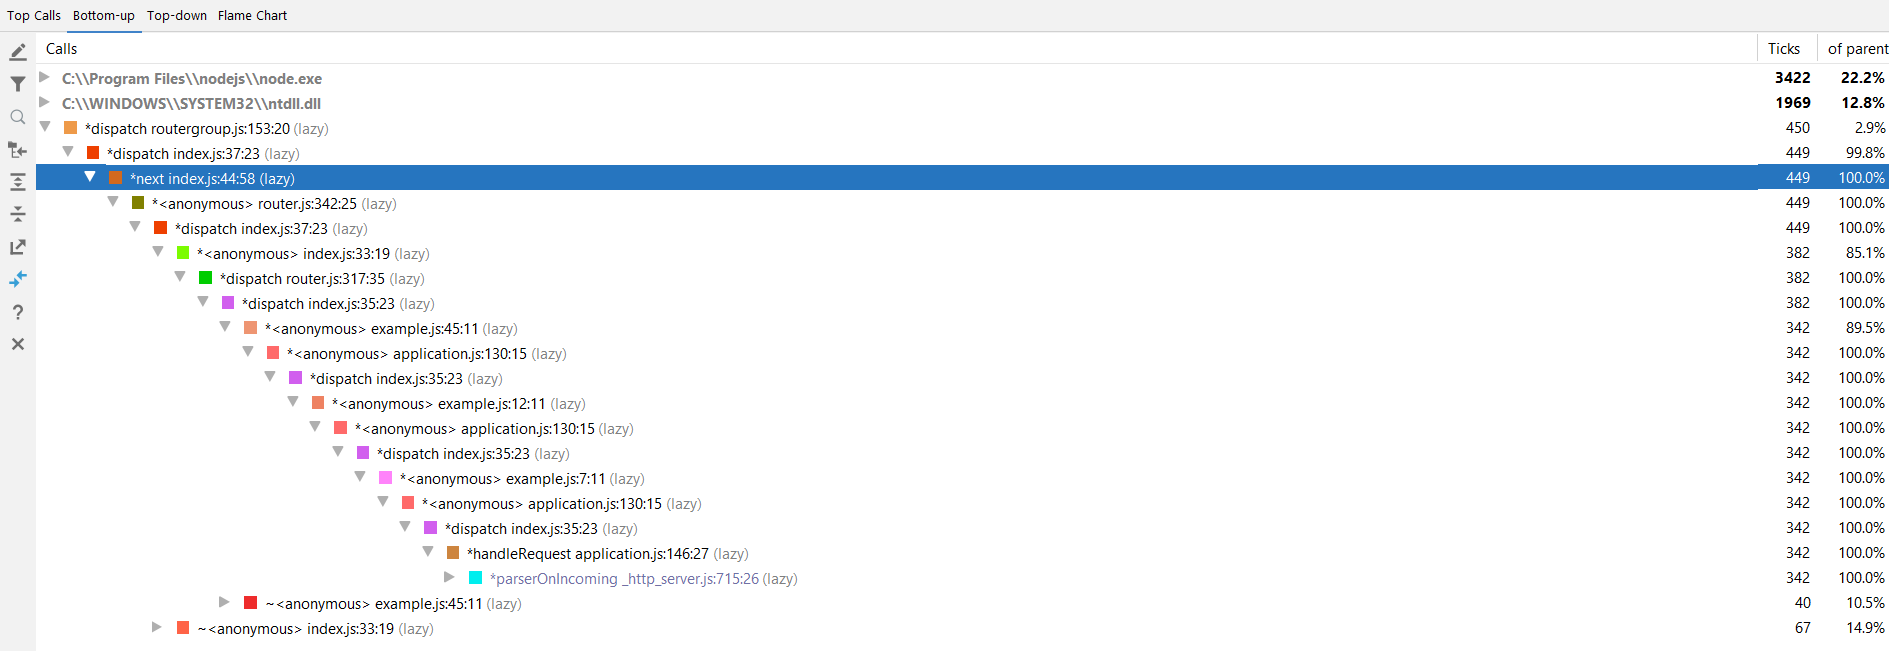 Top Calls Bottom-up Top-down Flame Chart
Calls Ticks of parent
C:\\Program Files\\nodejs\\node.exe 3422 22.2%
C:\\WINDOWS\\SYSTEM32\\ntdll.dll 1969 12.8%
*dispatch routergroup.js:153:20 (lazy) 450 2.9%
*dispatch index.js:37:23 (lazy) 449 99.8%
*next index.js:44:58 (lazy) 449 100.0%
*<anonymous> router.js:342:25 (lazy) 449 100.0%
*dispatch index.js:37:23 (lazy) 449 100.0%
*<anonymous> index.js:33:19 (lazy) 382 85.1%
*dispatch router.js:317:35 (lazy) 382 100.0%
*dispatch index.js:35:23 (lazy) 382 100.0%
*<anonymous> example.js:45:11 (lazy) 342 89.5%
*<anonymous> application.js:130:15 (lazy) 342 100.0%
*dispatch index.js:35:23 (lazy) 342 100.0%
*<anonymous> example.js:12:11 (lazy) 342 100.0%
*<anonymous> application.js:130:15 (lazy) 342 100.0%
*dispatch index.js:35:23 (lazy) 342 100.0%
*<anonymous> example.js:7:11 (lazy) 342 100.0%
*<anonymous> application.js:130:15 (lazy) 342 100.0%
*dispatch index.js:35:23 (lazy) 342 100.0%
*handleRequest application.js:146:27 (lazy) 342 100.0%
*parserOnIncoming _http_server.js:715:26 (lazy) 342 100.0%
~<anonymous> example.js:45:11 (lazy) 40 10.5%
~<anonymous> index.js:33:19 (lazy) 67 14.9%